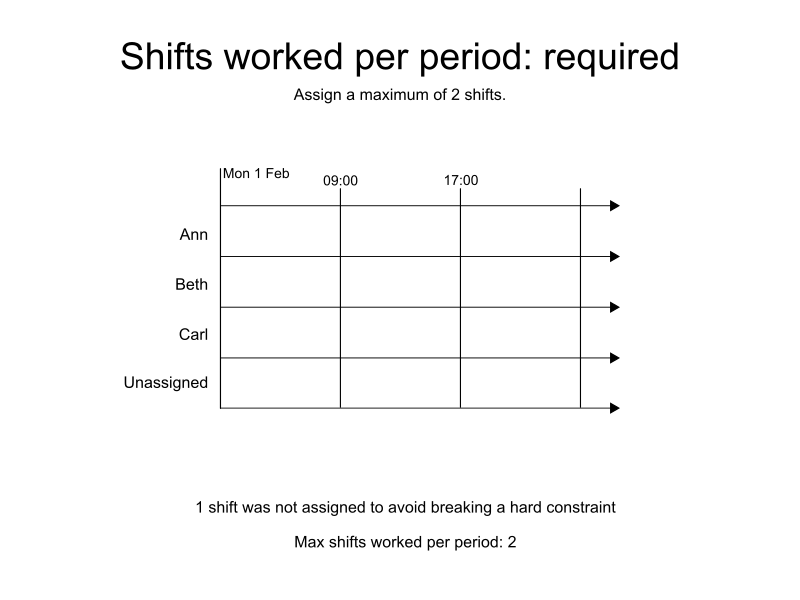 Shifts worked per period: required
Assign a maximum of 2 shifts.
Mon 1 Feb
09:00
17:00
Ann
Beth
Carl
Unassigned
1 shift was not assigned to avoid breaking a hard constraint
Max shifts worked per period: 2